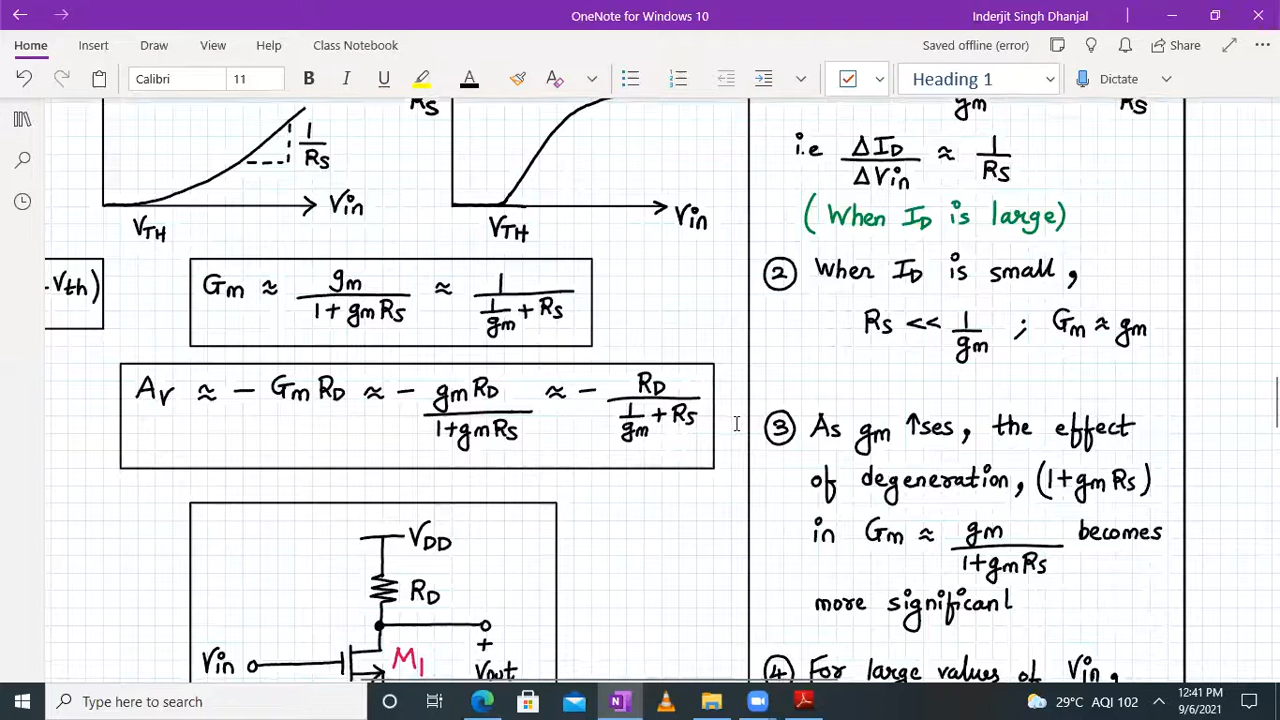 OneNote for Windows 10
Inderjit Singh Dhanjal
Home Insert Draw View Help Class Notebook
Saved offline (error)
Share
Calibri 11 B I U A
Heading 1
Dictate
RS
1/RS
Vin
VTH
Vin
VTH
-Vth)
Gm ≈ gm/(1+gmRS) ≈ 1/(1/gm + RS)
Av ≈ - GmRD ≈ - gmRD/(1+gmRS) ≈ - RD/(1/gm + RS)
VDD
RD
Vin
M1
+
Vout
gm RS
i.e ΔID/ΔVin ≈ 1/RS
(When ID is large)
② When ID is small,
RS << 1/gm ; Gm ≈ gm
③ As gm ↑ses, the effect
of degeneration, (1+gmRS)
in Gm ≈ gm/(1+gmRS) becomes
more significant
④ For large values of Vin,
Type here to search
29°C AQI 102
12:41 PM
9/6/2021